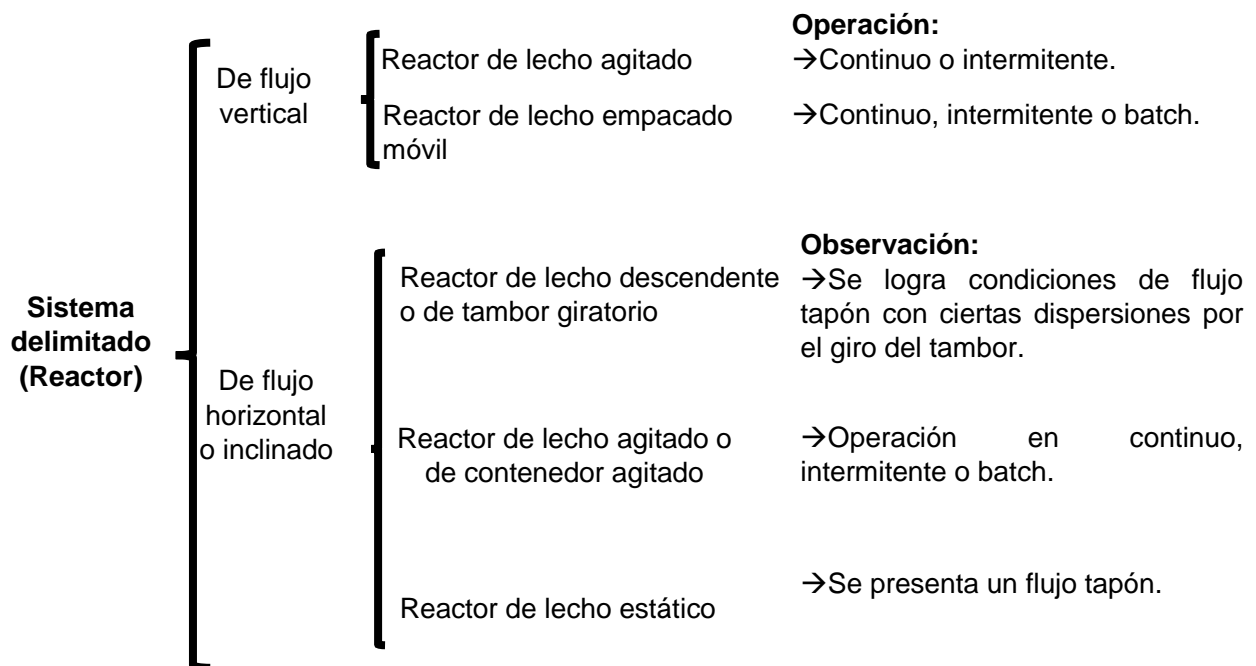 Sistema
delimitado
(Reactor)
De flujo
vertical
Reactor de lecho agitado
Reactor de lecho empacado
móvil
Operación:
→Continuo o intermitente.
→Continuo, intermitente o batch.
De flujo
horizontal
o inclinado
Reactor de lecho descendente
o de tambor giratorio
Observación:
→Se logra condiciones de flujo
tapón con ciertas dispersiones por
el giro del tambor.
Reactor de lecho agitado o
de contenedor agitado
→Operación en continuo,
intermitente o batch.
Reactor de lecho estático
→Se presenta un flujo tapón.